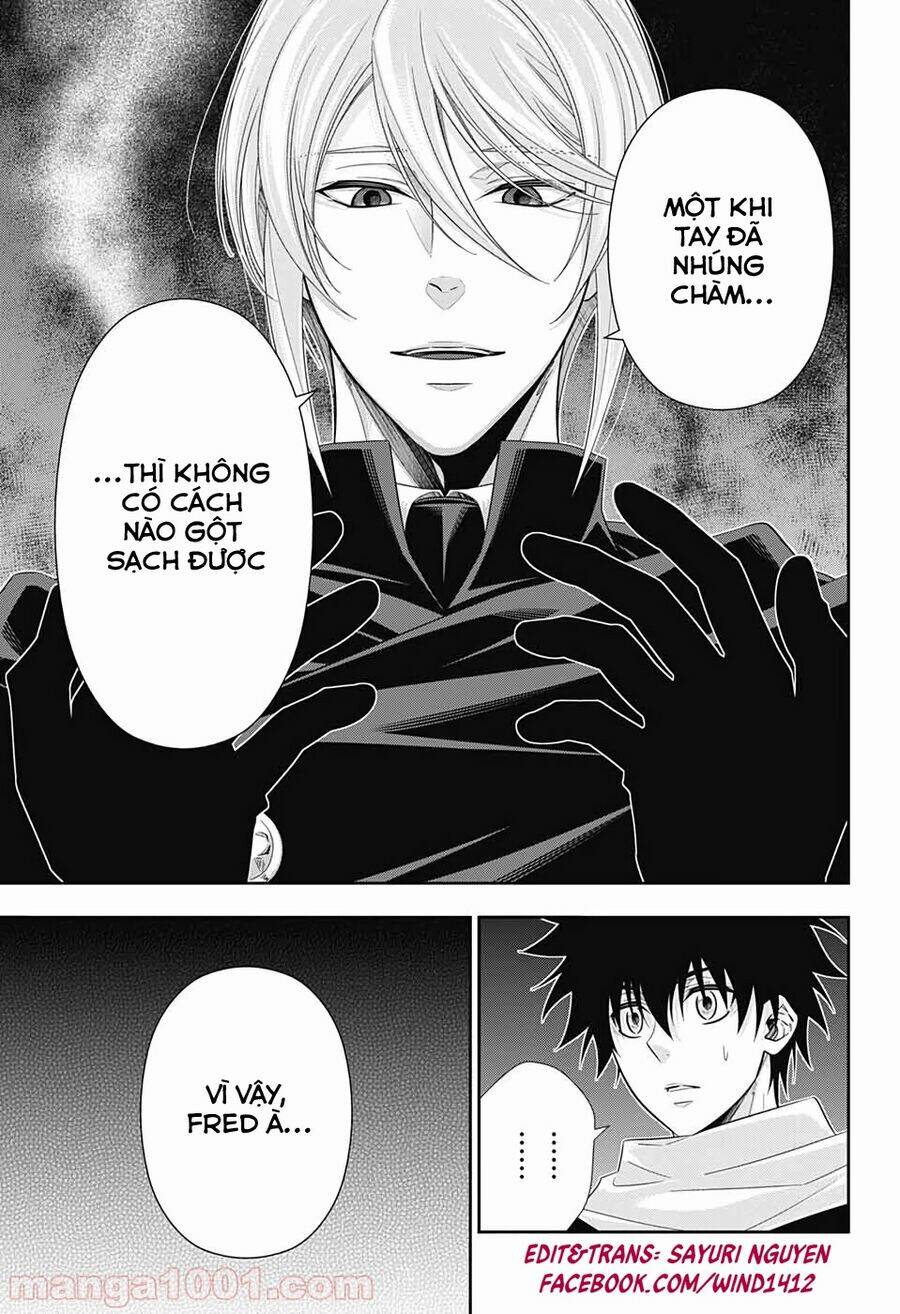 MỘT KHI
TAY ĐÃ
NHÚNG
CHÀM...
...THÌ KHÔNG
CÓ CÁCH
NÀO GỘT
SẠCH ĐƯỢC
......
VÌ VẬY,
FRED À...
EDIT&TRANS: SAYURI NGUYEN
FACEBOOK.COM/WIND1412
manga1001.com